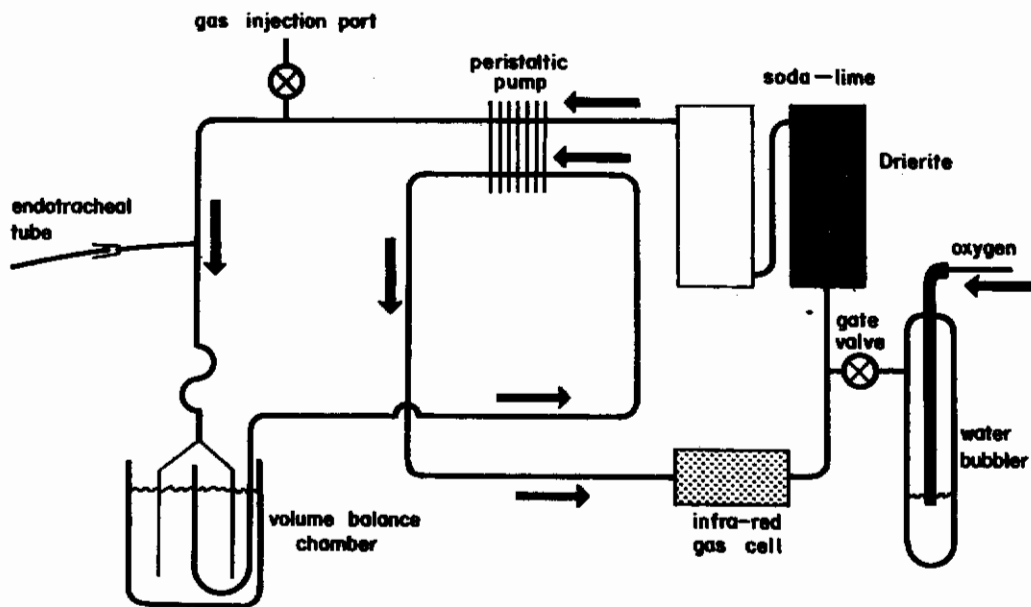 gas injection port
peristaltic
pump
soda-lime
Drierite
endotracheal
tube
oxygen
gate
valve
water
bubbler
volume balance
chamber
infra-red
gas cell